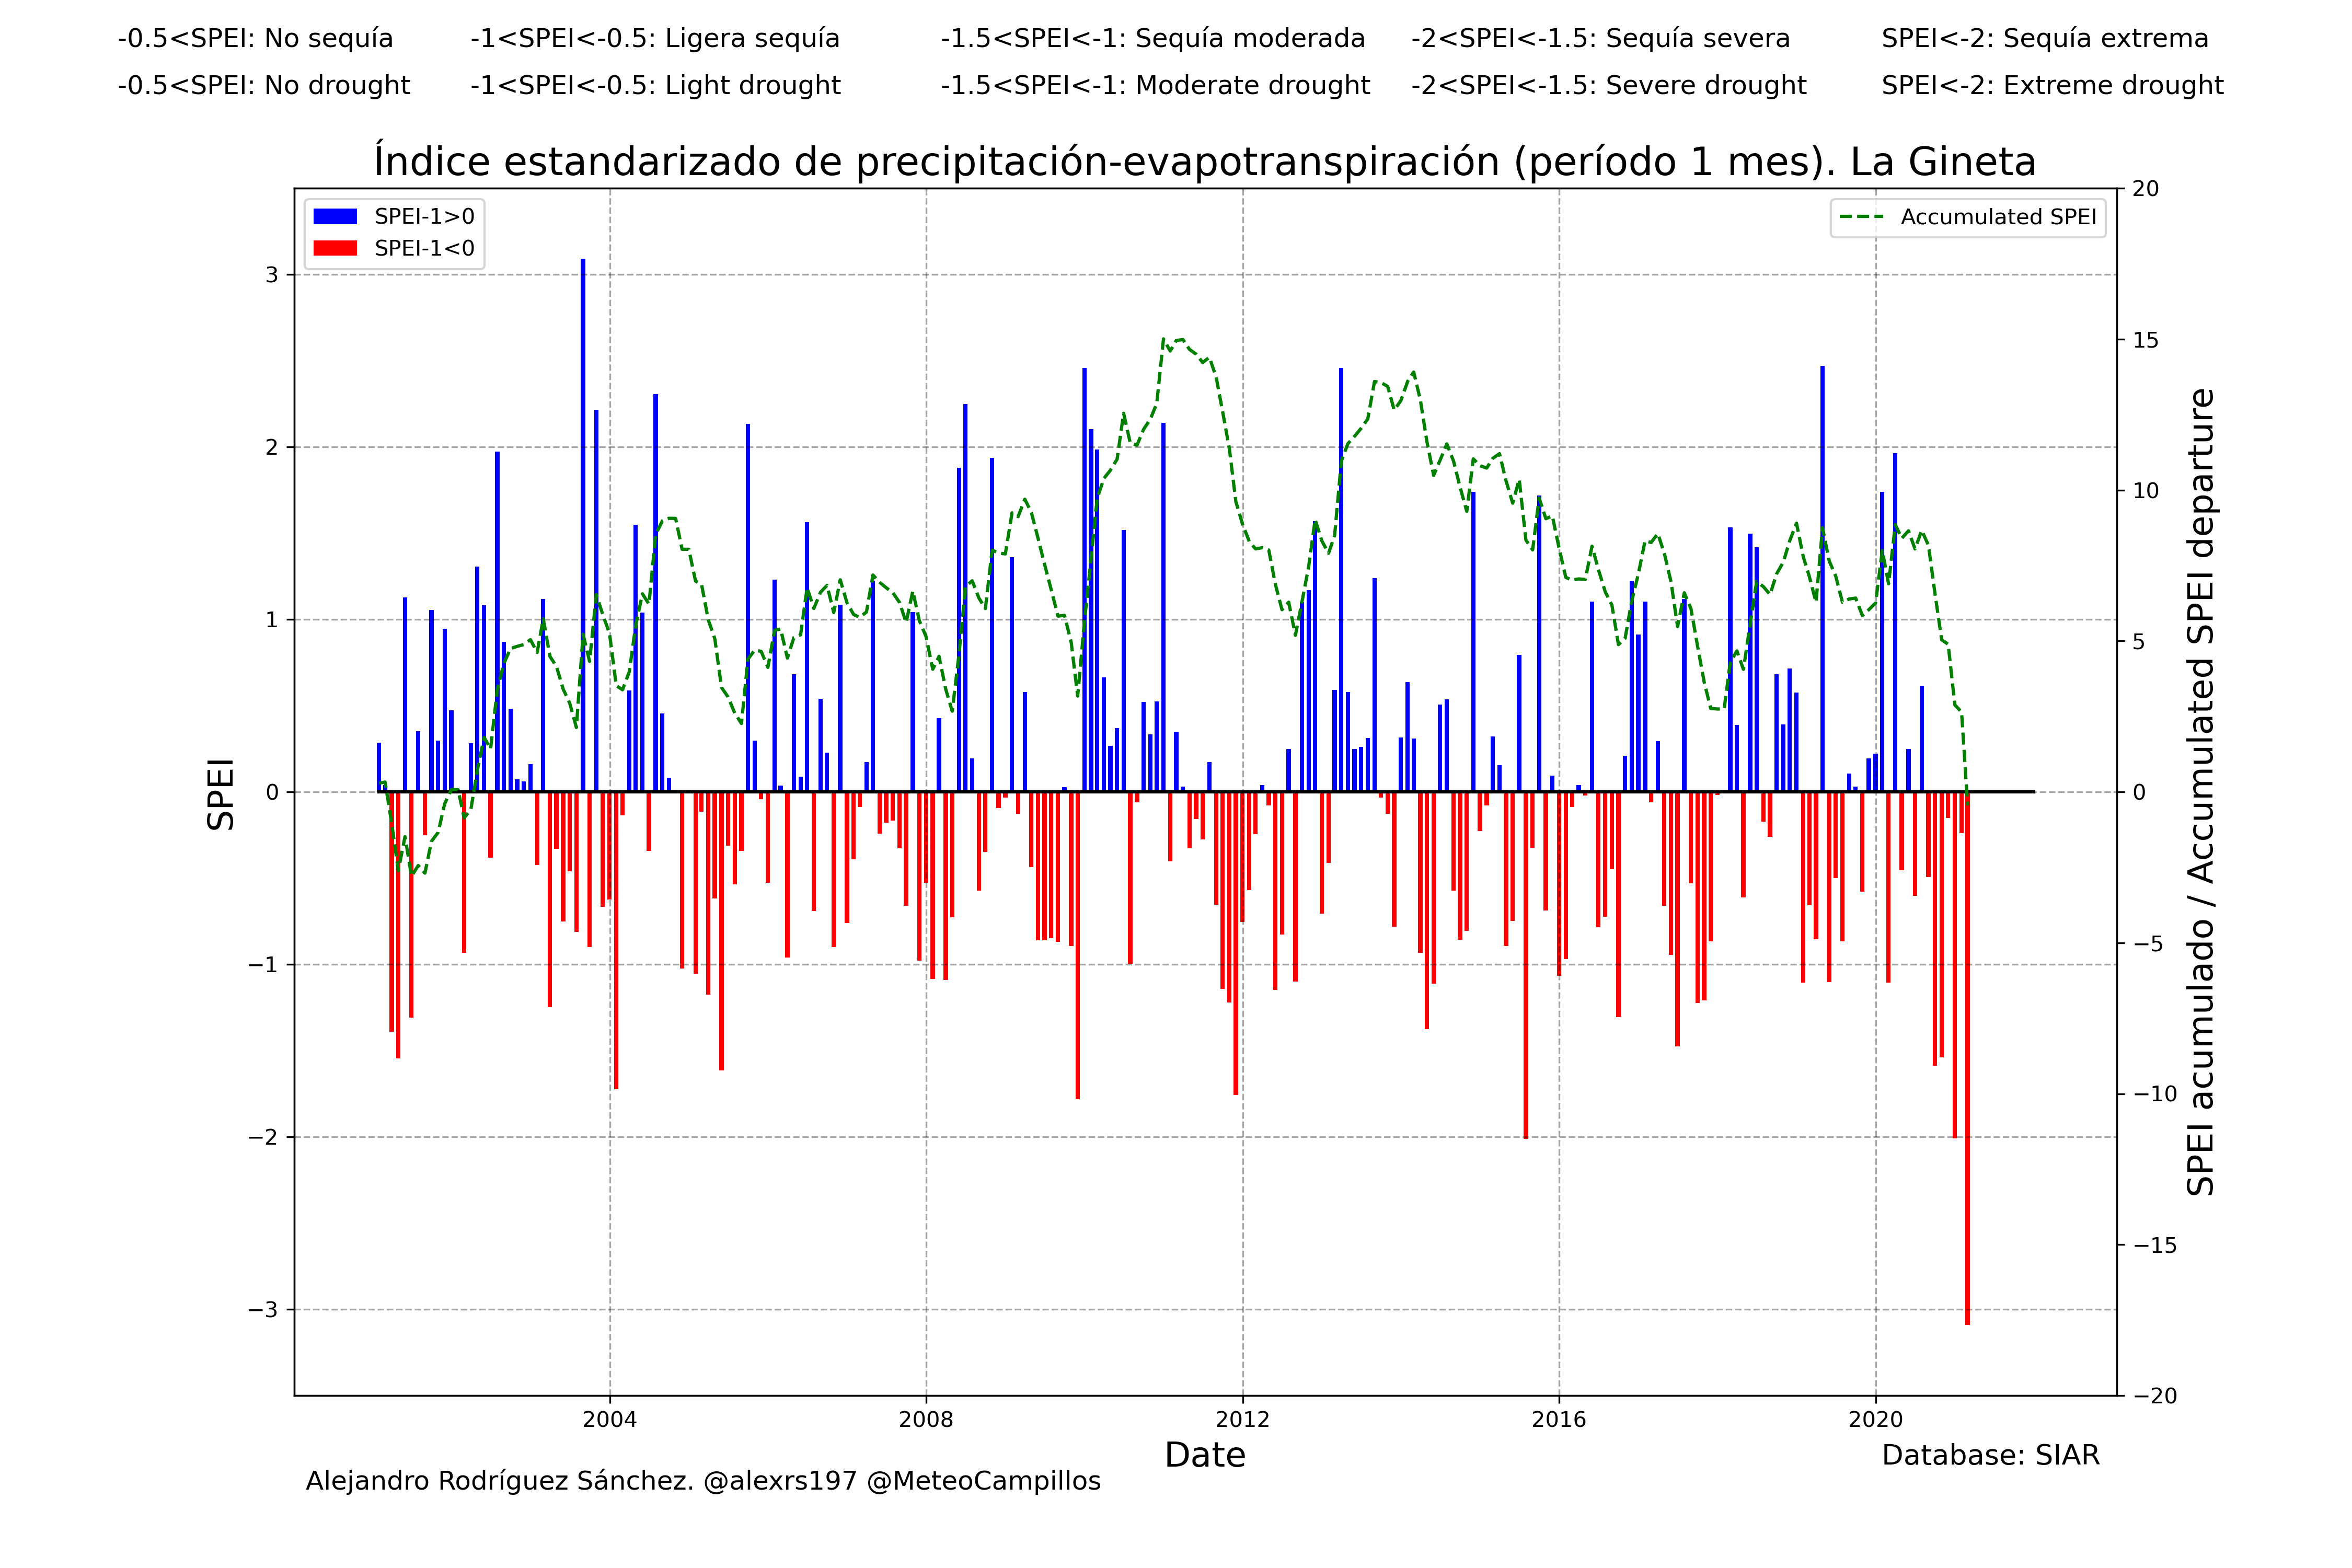 -0.5<SPEI: No sequía -1<SPEI<-0.5: Ligera sequía -1.5<SPEI<-1: Sequía moderada -2<SPEI<-1.5: Sequía severa SPEI<-2: Sequía extrema
-0.5<SPEI: No drought -1<SPEI<-0.5: Light drought -1.5<SPEI<-1: Moderate drought -2<SPEI<-1.5: Severe drought SPEI<-2: Extreme drought
Índice estandarizado de precipitación-evapotranspiración (período 1 mes). La Gineta
SPEI-1>0
SPEI-1<0
Accumulated SPEI
SPEI
3
2
1
0
−1
−2
−3
20
15
10
5
0
−5
−10
−15
−20
SPEI acumulado / Accumulated SPEI departure
2004 2008 2012 2016 2020
Date
Database: SIAR
Alejandro Rodríguez Sánchez. @alexrs197 @MeteoCampillos